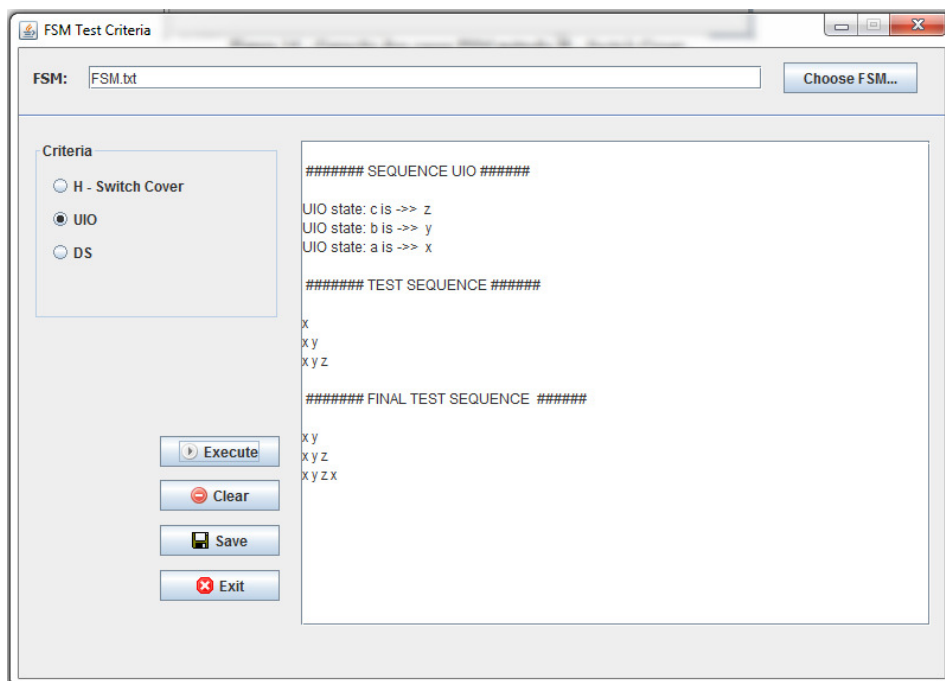 FSM Test Criteria
FSM: FSM.txt Choose FSM...
Criteria
H - Switch Cover
UIO
DS
Execute
Clear
Save
Exit
####### SEQUENCE UIO ######
UIO state: c is ->> z
UIO state: b is ->> y
UIO state: a is ->> x
####### TEST SEQUENCE ######
x
x y
x y z
####### FINAL TEST SEQUENCE ######
x y
x y z
x y z x